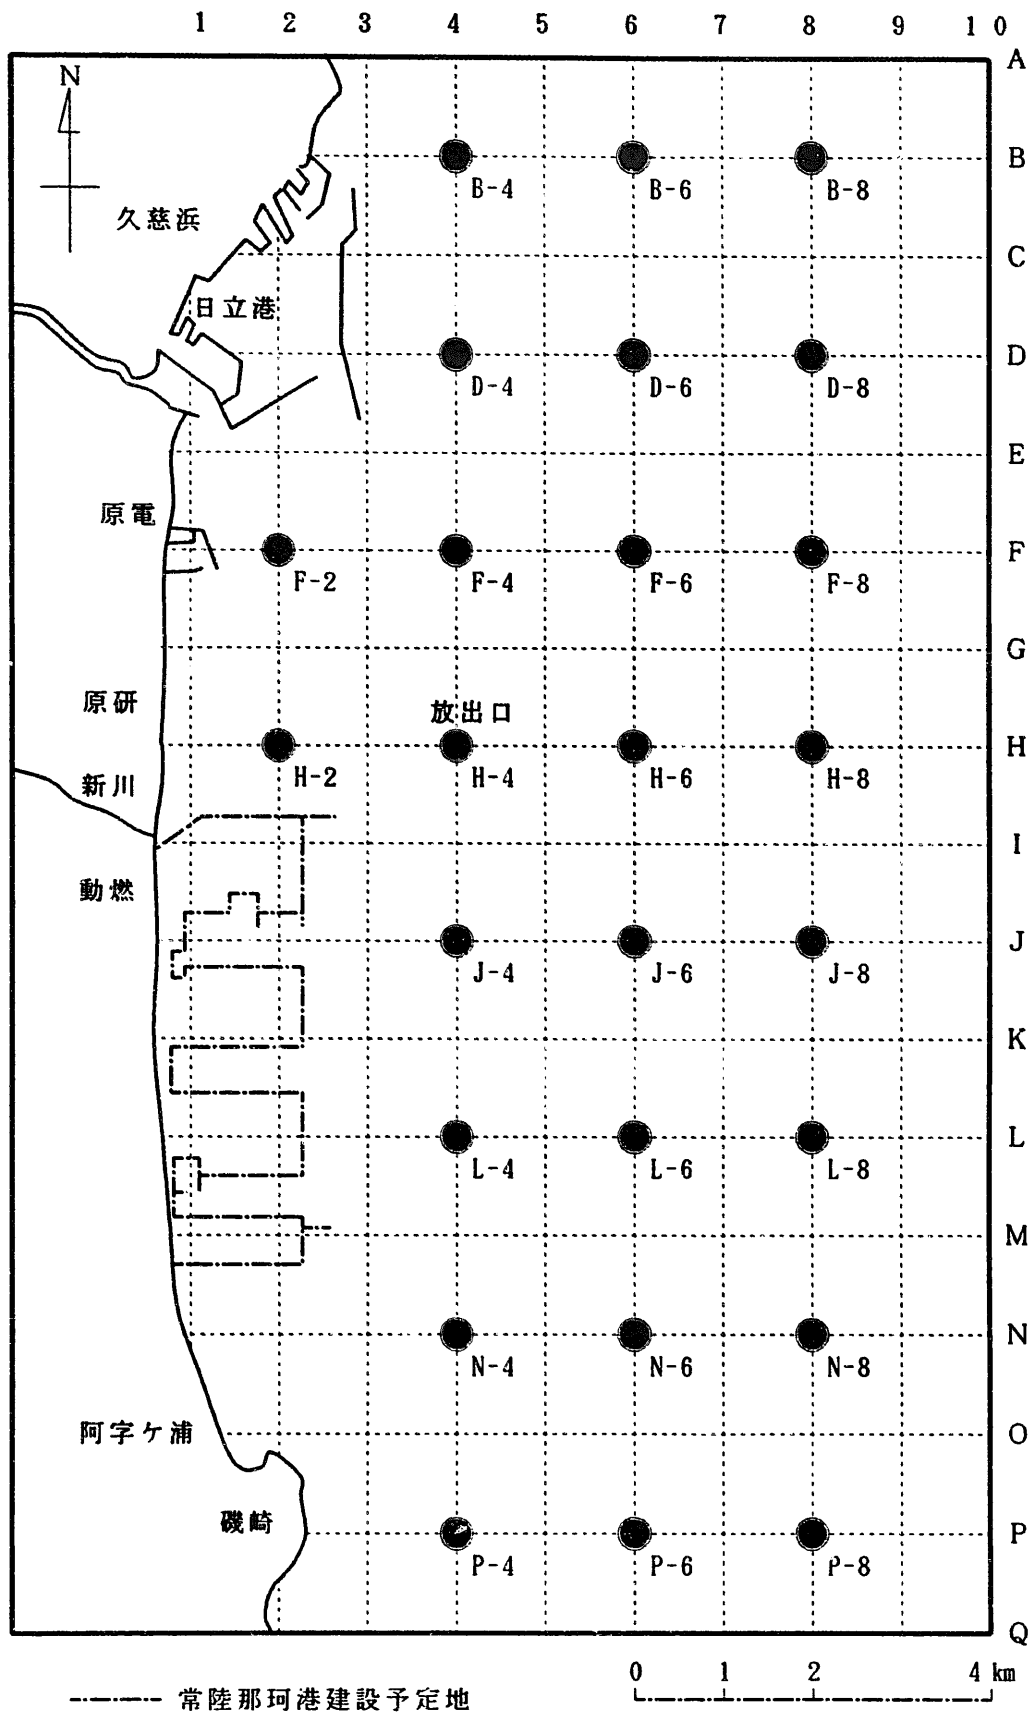 1 2 3 4 5 6 7 8 9 10
A
N
B
B-4 B-6 B-8
久慈浜
C
日立港
D
D-4 D-6 D-8
E
原電
F
F-2 F-4 F-6 F-8
G
原研
放出口
H
H-2 H-4 H-6 H-8
新川
I
動燃
J
J-4 J-6 J-8
K
L
L-4 L-6 L-8
M
N
N-4 N-6 N-8
阿字ケ浦
O
磯崎
P
P-4 P-6 P-8
Q
0 1 2 4 km
常陸那珂港建設予定地